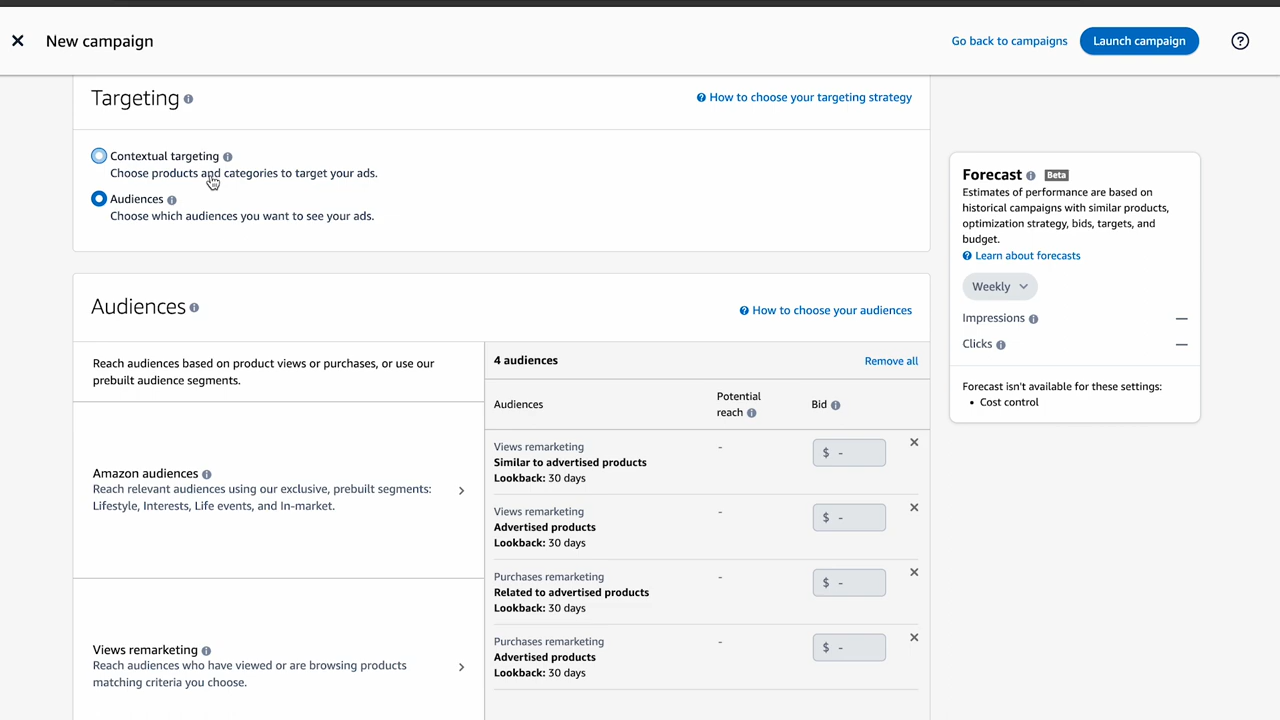 New campaign
Go back to campaigns
Launch campaign
Targeting
How to choose your targeting strategy
Contextual targeting
Choose products and categories to target your ads.
Audiences
Choose which audiences you want to see your ads.
Audiences
How to choose your audiences
Reach audiences based on product views or purchases, or use our
prebuilt audience segments.
Amazon audiences
Reach relevant audiences using our exclusive, prebuilt segments:
Lifestyle, Interests, Life events, and In-market.
Views remarketing
Reach audiences who have viewed or are browsing products
matching criteria you choose.
4 audiences
Remove all
Audiences
Potential
reach
Bid
Views remarketing
Similar to advertised products
Lookback: 30 days
-
$ -
Views remarketing
Advertised products
Lookback: 30 days
-
$ -
Purchases remarketing
Related to advertised products
Lookback: 30 days
-
$ -
Purchases remarketing
Advertised products
Lookback: 30 days
-
$ -
Forecast Beta
Estimates of performance are based on
historical campaigns with similar products,
optimization strategy, bids, targets, and
budget.
Learn about forecasts
Weekly
Impressions —
Clicks —
Forecast isn't available for these settings:
• Cost control